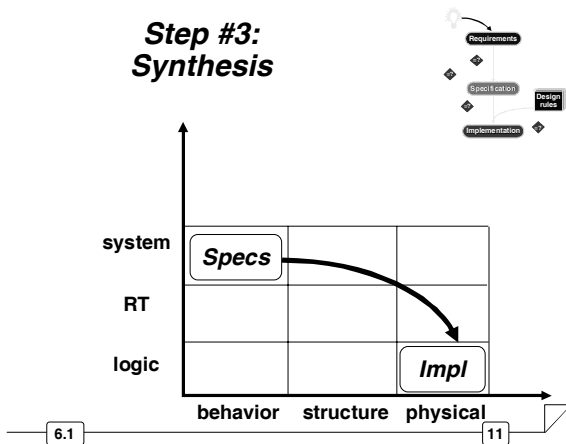 Step #3:
Synthesis
Requirements
=?
=?
Specification
=?
Design
rules
Implementation
system
Specs
RT
logic
Impl
behavior structure physical
6.1
11